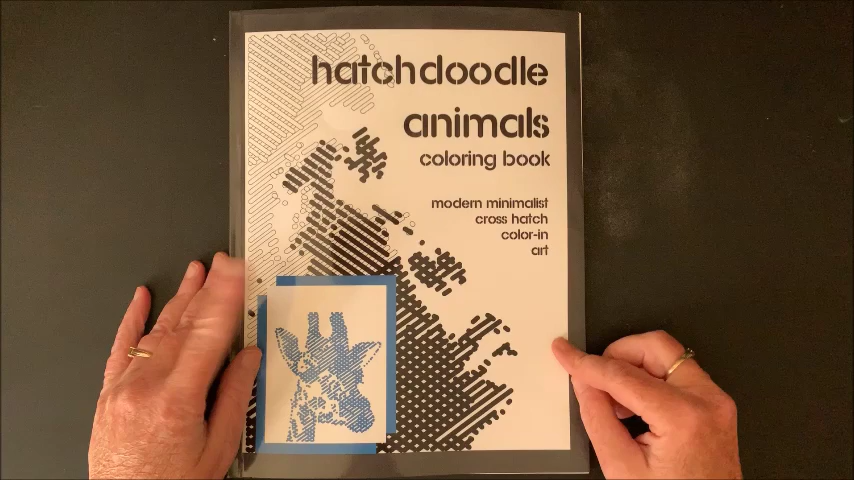 hatchdoodle
animals
coloring book
modern minimalist
cross hatch
color-in
art